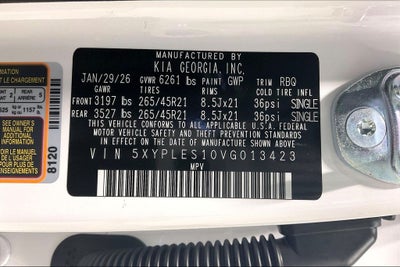 MANUFACTURED BY
KIA GEORGIA, INC.
JAN/29/26 GVWR 6261 lbs PAINT GWP TRIM RBQ
GAWR COLD TIRE INFL
FRONT 3197 lbs 265/45R21 8.5Jx21 36psi SINGLE
REAR 3527 lbs 265/45R21 8.5Jx21 36psi SINGLE
THIS VEHICLE CONFORMS TO ALL APPLICABLE U.S.A. FEDERAL
MOTOR VEHICLE SAFETY AND THEFT PREVENTION STANDARDS
IN EFFECT ON THE DATE OF MANUFACTURE SHOWN ABOVE.
VIN 5XYPLES10VG013423
MPV
8120